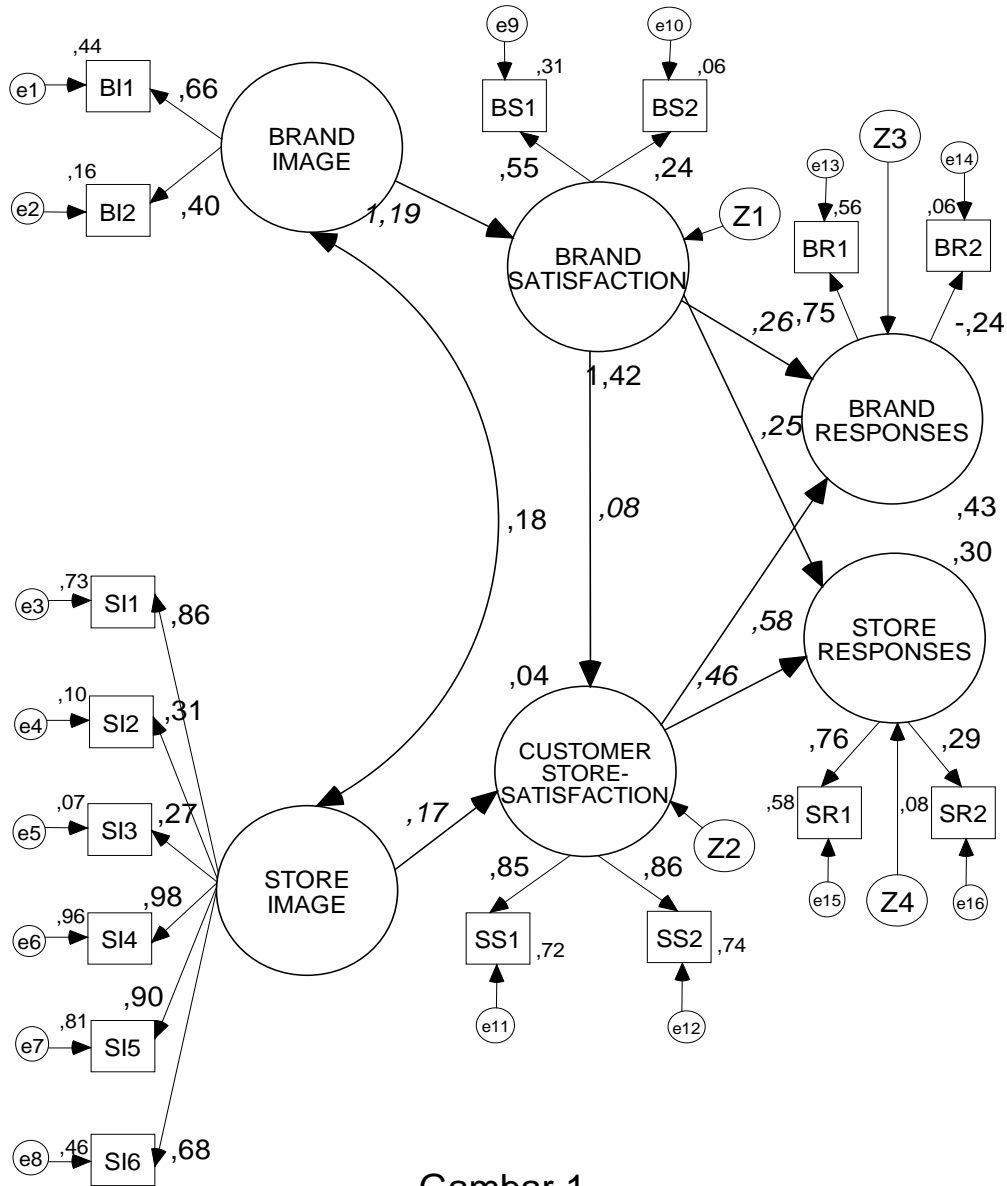 e9
e10
,44
,31
,06
e1
BI1
,66
BS1
BS2
BRAND
IMAGE
,55
,24
Z3
e13
e14
,16
e2
BI2
,40
1,19
Z1
,56
,06
BR1
BR2
BRAND
SATISFACTION
,26
,75
-,24
1,42
BRAND
RESPONSES
,25
,18
,08
,43
,30
,73
e3
SI1
,86
,58
STORE
RESPONSES
,10
e4
SI2
,31
,04
,46
CUSTOMER
STORE-
SATISFACTION
,76
,29
,07
e5
SI3
,27
,17
,58
SR1
,08
SR2
Z2
STORE
IMAGE
,85
,86
e15
Z4
e16
,96
e6
SI4
,98
SS1
,72
SS2
,74
,90
,81
e7
SI5
e11
e12
,46
e8
SI6
,68
Gambar 1